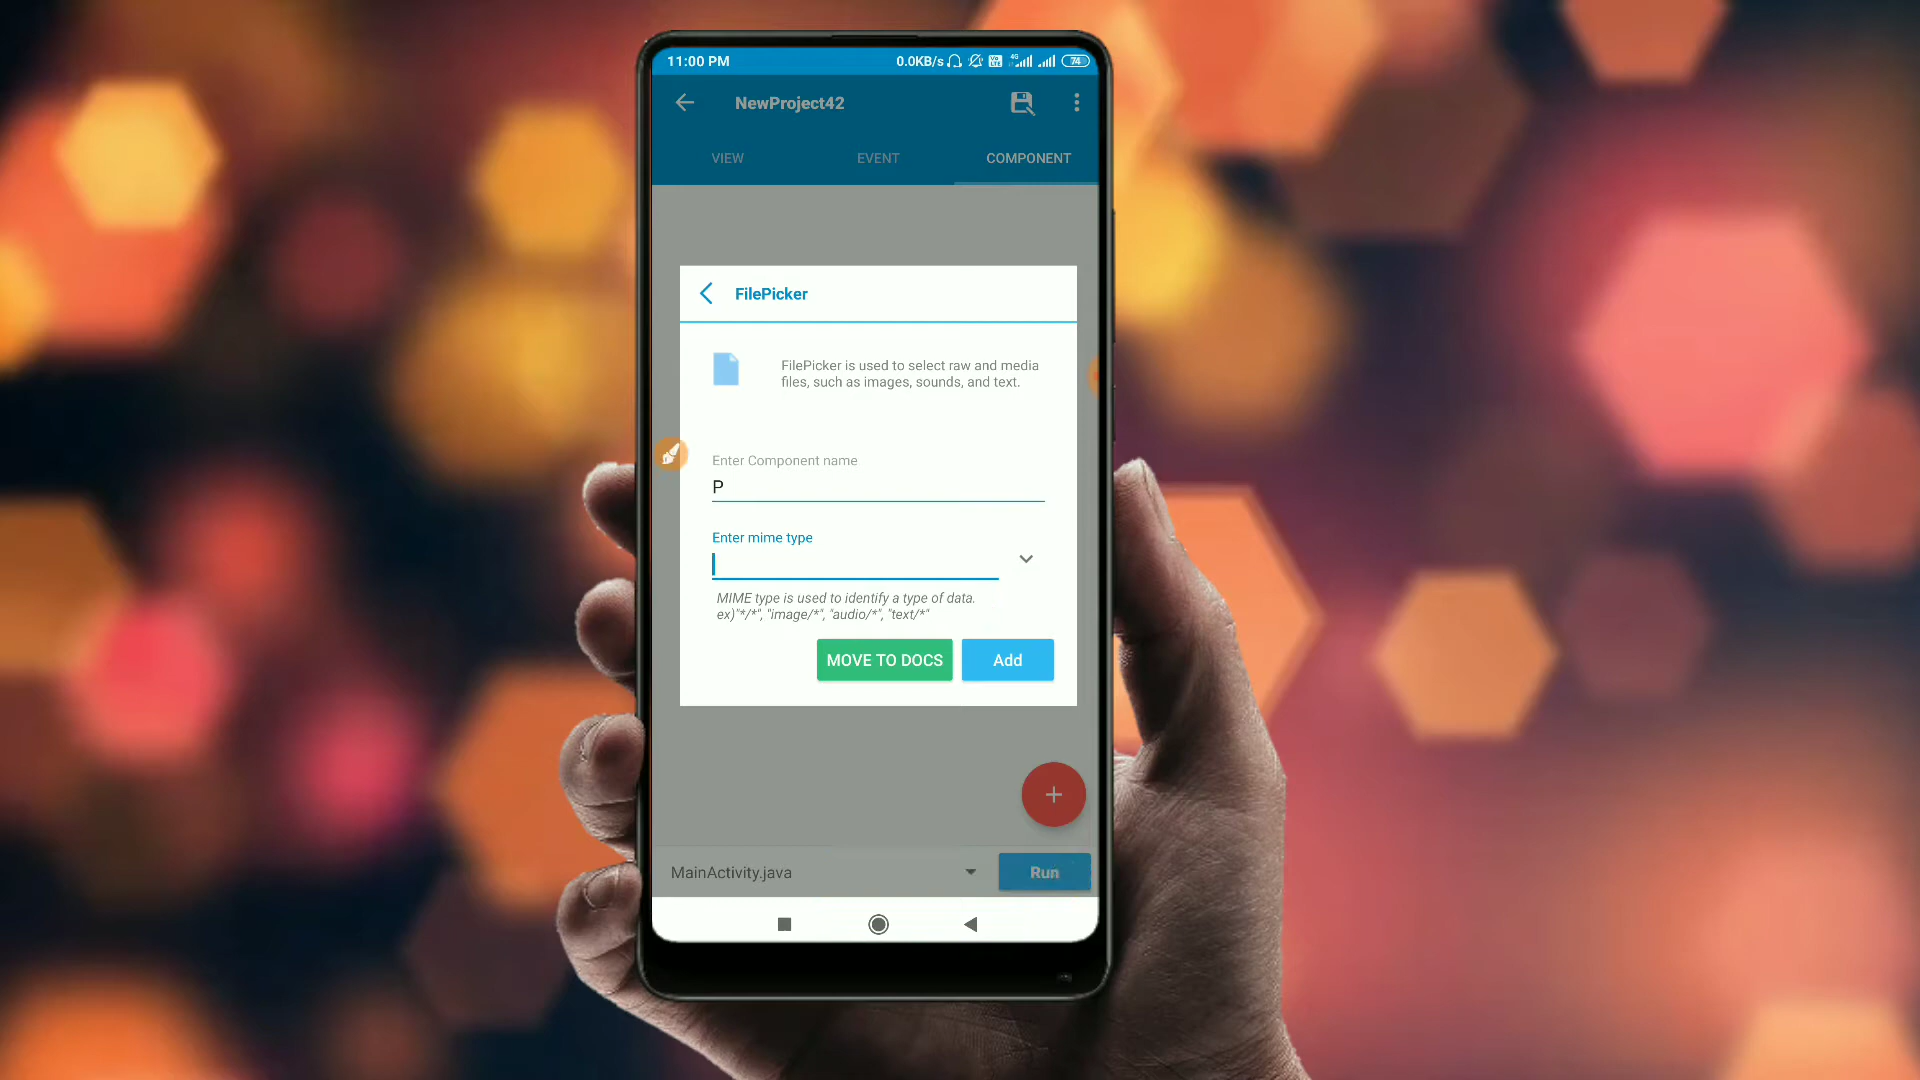 11:00 PM 0.0KB/s 4G 74
NewProject42
VIEW EVENT COMPONENT
FilePicker
FilePicker is used to select raw and media
files, such as images, sounds, and text.
Enter Component name
P
Enter mime type
MIME type is used to identify a type of data.
ex)"*/*", "image/*", "audio/*", "text/*"
MOVE TO DOCS Add
MainActivity.java Run